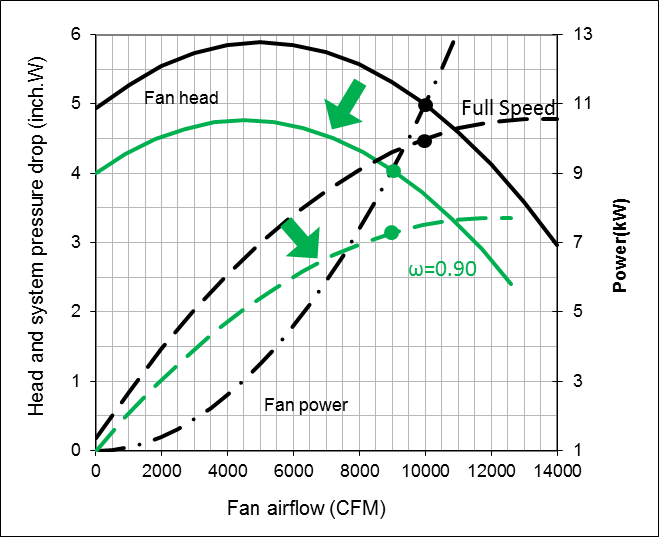 6
5
4
3
2
1
0
Head and system pressure drop (inch.W)
13
11
9
7
5
3
1
Power(kW)
Fan head
Full Speed
ω=0.90
Fan power
0 2000 4000 6000 8000 10000 12000 14000
Fan airflow (CFM)